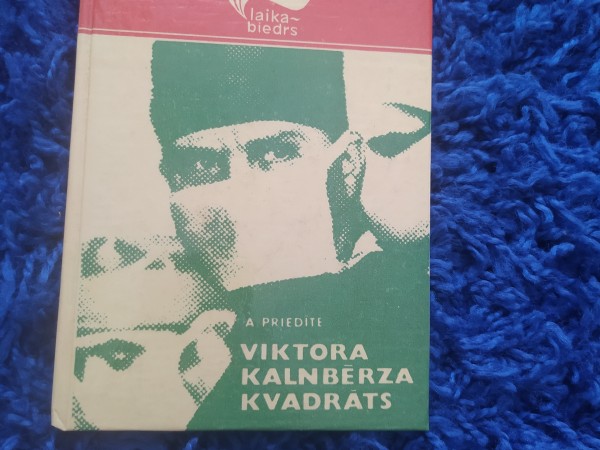 laika~
biedrs
A PRIEDĪTE
VIKTORA
KALNBĒRZA
KVADRĀTS